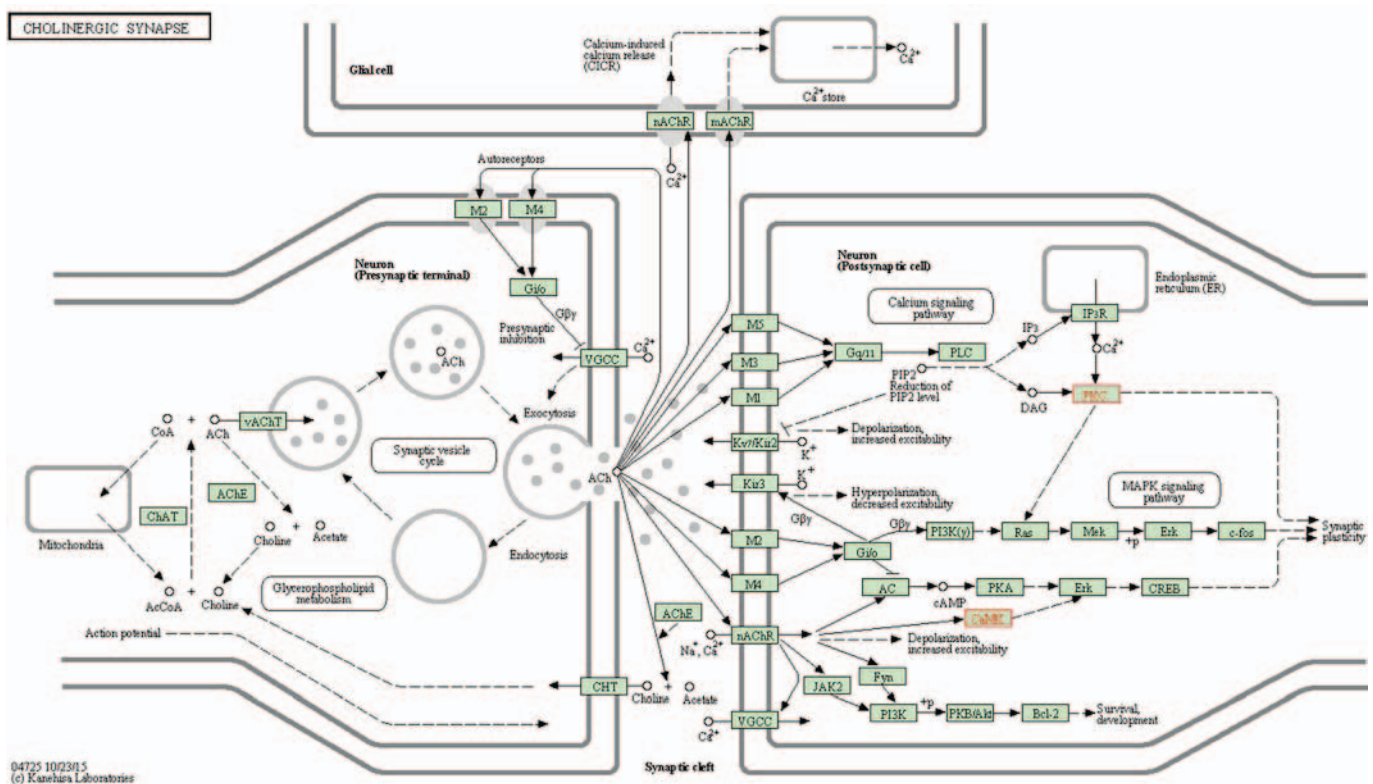 CHOLINERGIC SYNAPSE
Glial cell
Calcium-induced
calcium release
(CICR)
Ca2+
Ca2+ store
nAChR
mAChR
Autoreceptors
Ca2+
M2
M4
Neuron
(Presynaptic terminal)
Gi/o
Gβγ
Presynaptic
inhibition
VGCC
Ca2+
ACh
Exocytosis
CoA
+
ACh
vAChT
Synaptic vesicle
cycle
ACh
AChE
ChAT
Choline
+
Acetate
Mitochondria
Endocytosis
Glycerophospholipid
metabolism
AcCoA
+
Choline
Action potential
AChE
CHT
Choline
+
Acetate
Neuron
(Postsynaptic cell)
Calcium signaling
pathway
Endoplasmic
reticulum (ER)
IP3R
IP3
Ca2+
M5
M3
M1
Gq/11
PLC
PIP2
Reduction of
PIP2 level
DAG
Kv7/Kir2
K+
Depolarization,
increased excitability
Kir3
K+
Hyperpolarization,
decreased excitability
MAPK signaling
pathway
Gβγ
Gβγ
M2
M4
Gi/o
PI3K(γ)
Ras
Mek
+p
Erk
c-fos
Synaptic
plasticity
AC
cAMP
PKA
Erk
CREB
CaMK
nAChR
Na+, Ca2+
Depolarization,
increased excitability
JAK2
Fyn
PI3K
+p
PKB/Akt
Bcl-2
Survival,
development
VGCC
Ca2+
Synaptic cleft
04725 10/23/15
(c) Kanehisa Laboratories